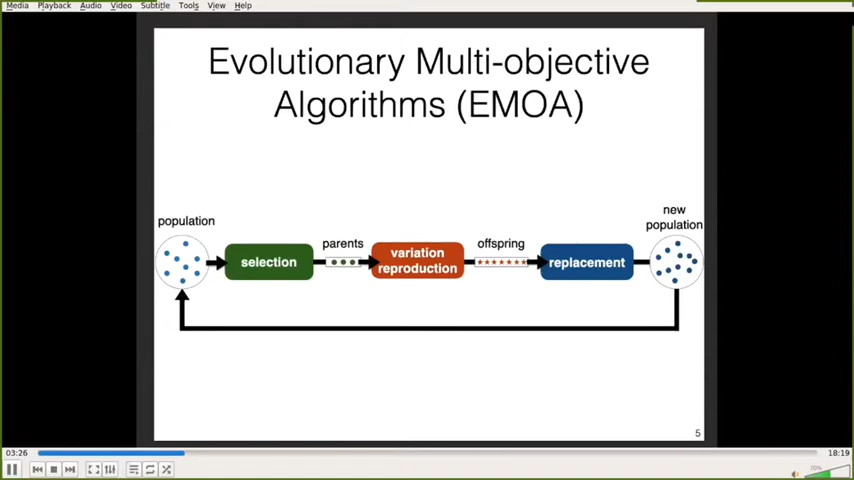 Media Playback Audio Video Subtitle Tools View Help
Evolutionary Multi-objective
Algorithms (EMOA)
population
selection
parents
variation
reproduction
offspring
replacement
new
population
5
03:26
18:19
70%